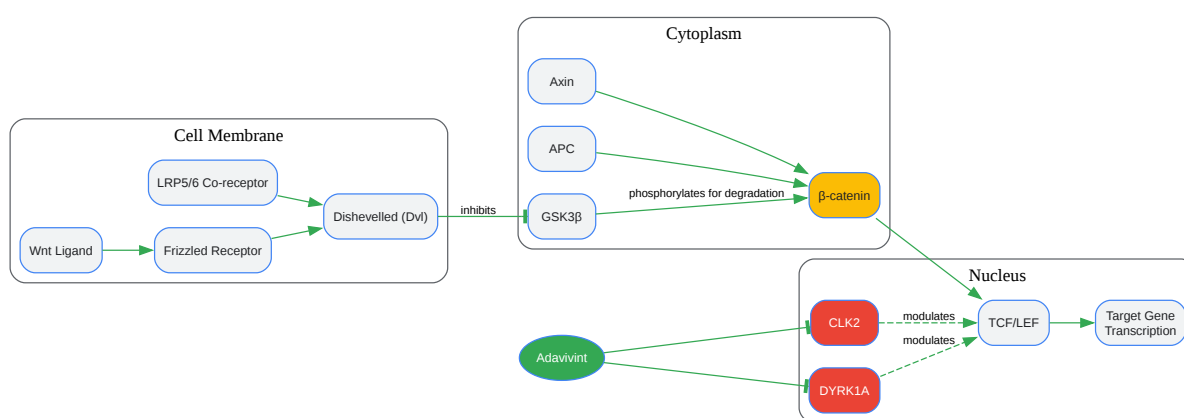 Cytoplasm
Axin
APC
GSK3β
phosphorylates for degradation
β-catenin
Cell Membrane
LRP5/6 Co-receptor
Dishevelled (Dvl)
inhibits
Wnt Ligand
Frizzled Receptor
Nucleus
CLK2
modulates
TCF/LEF
Target Gene
Transcription
modulates
DYRK1A
Adavivint